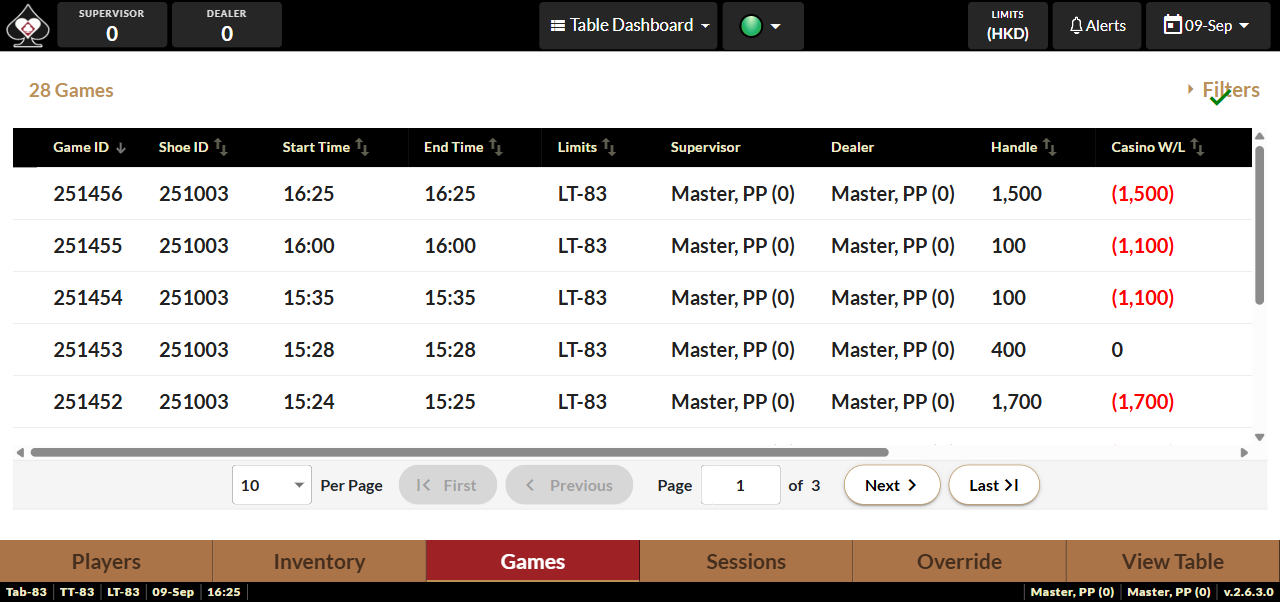 SUPERVISOR DEALER LIMITS
0 0 Table Dashboard (HKD) Alerts 09-Sep
28 Games Filters
Game ID Shoe ID Start Time End Time Limits Supervisor Dealer Handle Casino W/L
251456 251003 16:25 16:25 LT-83 Master, PP (0) Master, PP (0) 1,500 (1,500)
251455 251003 16:00 16:00 LT-83 Master, PP (0) Master, PP (0) 100 (1,100)
251454 251003 15:35 15:35 LT-83 Master, PP (0) Master, PP (0) 100 (1,100)
251453 251003 15:28 15:28 LT-83 Master, PP (0) Master, PP (0) 400 0
251452 251003 15:24 15:25 LT-83 Master, PP (0) Master, PP (0) 1,700 (1,700)
10 Per Page First Previous Page 1 of 3 Next Last
Players Inventory Games Sessions Override View Table
Tab-83 TT-83 LT-83 09-Sep 16:25 Master, PP (0) Master, PP (0) v.2.6.3.0